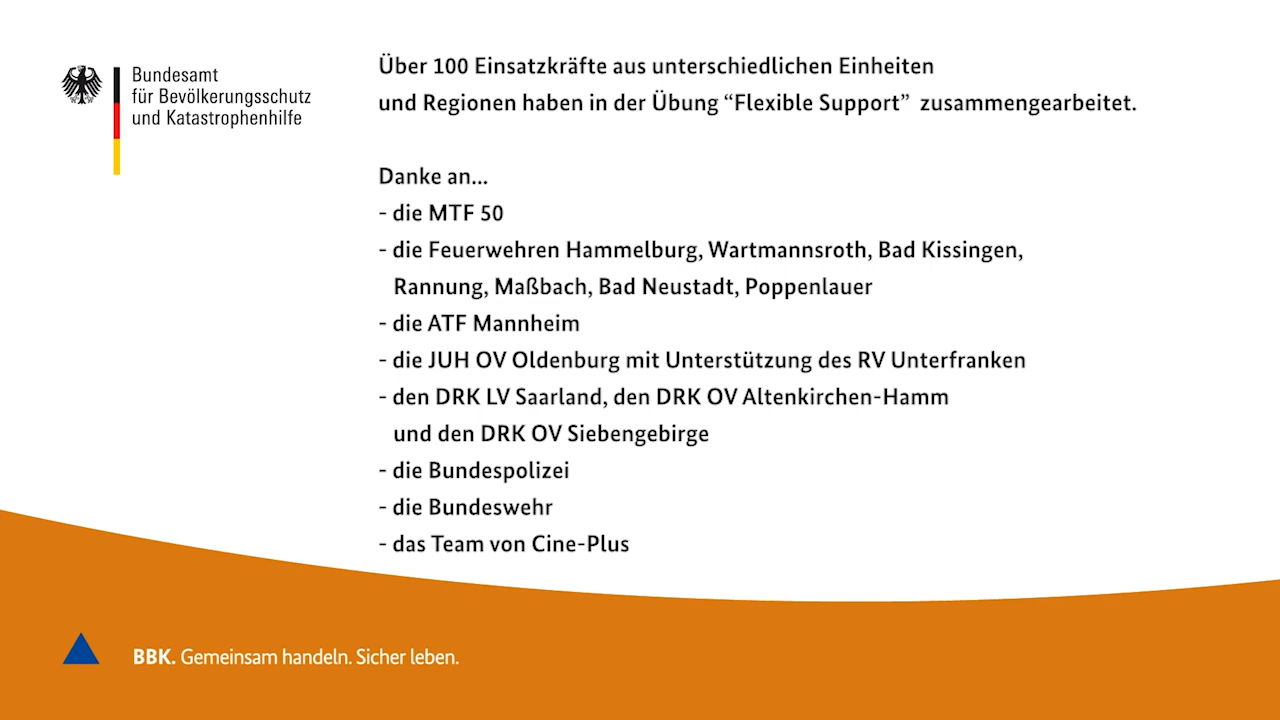 Bundesamt
für Bevölkerungsschutz
und Katastrophenhilfe
Über 100 Einsatzkräfte aus unterschiedlichen Einheiten
und Regionen haben in der Übung “Flexible Support” zusammengearbeitet.
Danke an...
- die MTF 50
- die Feuerwehren Hammelburg, Wartmannsroth, Bad Kissingen,
Rannung, Maßbach, Bad Neustadt, Poppenlauer
- die ATF Mannheim
- die JUH OV Oldenburg mit Unterstützung des RV Unterfranken
- den DRK LV Saarland, den DRK OV Altenkirchen-Hamm
und den DRK OV Siebengebirge
- die Bundespolizei
- die Bundeswehr
- das Team von Cine-Plus
BBK. Gemeinsam handeln. Sicher leben.